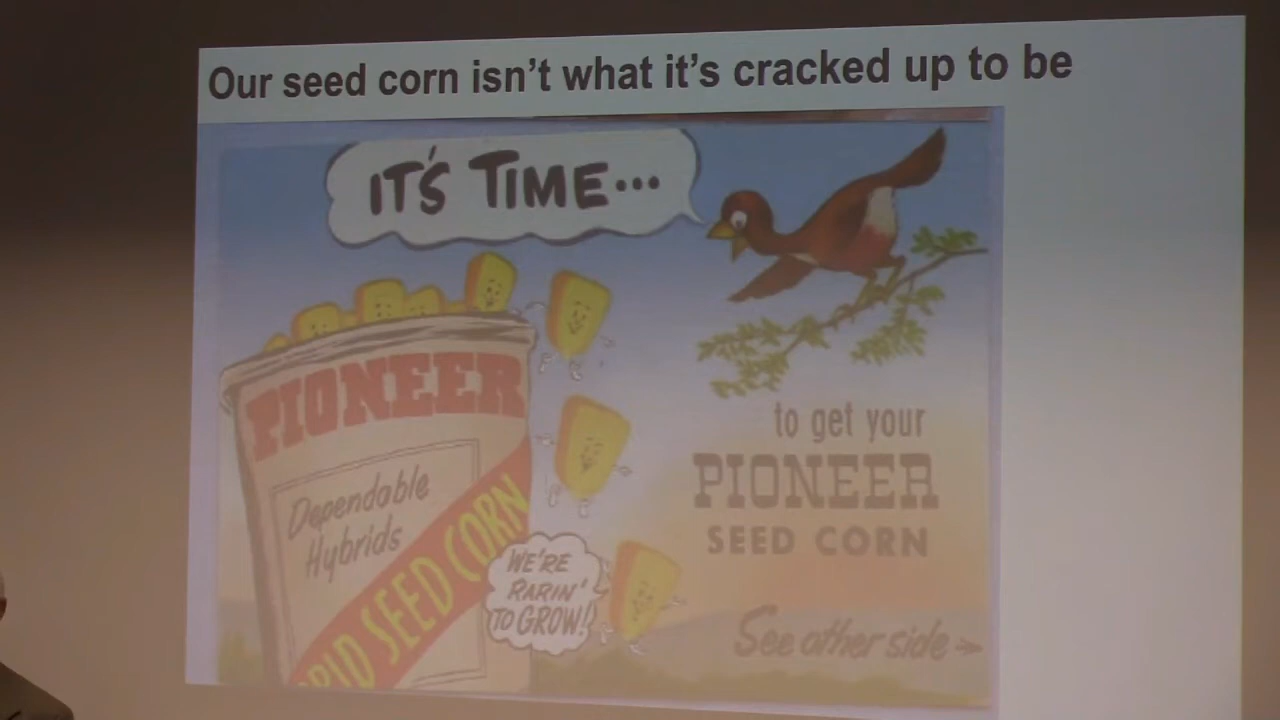 Our seed corn isn't what it's cracked up to be
IT'S TIME...
PIONEER
Dependable
Hybrids
RID SEED CORN
WE'RE
RARIN'
TO GROW!
to get your
PIONEER
SEED CORN
See other side